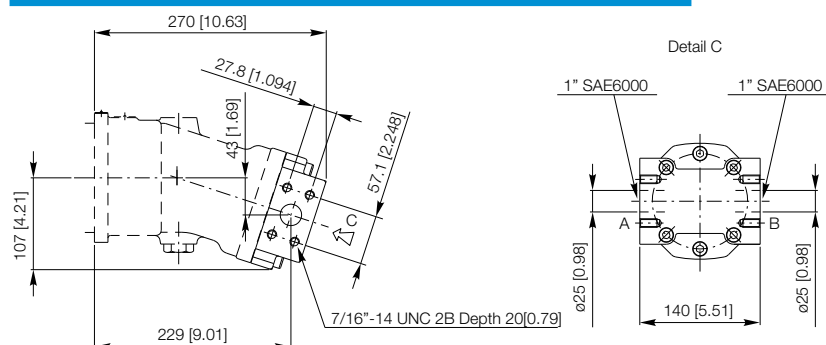 270 [10.63]
27.8 [1.094]
43 [1.69]
57.1 [2.248]
C
107 [4.21]
7/16"-14 UNC 2B Depth 20[0.79]
229 [9.01]
Detail C
1" SAE6000
1" SAE6000
A
B
ø25 [0.98]
ø25 [0.98]
140 [5.51]